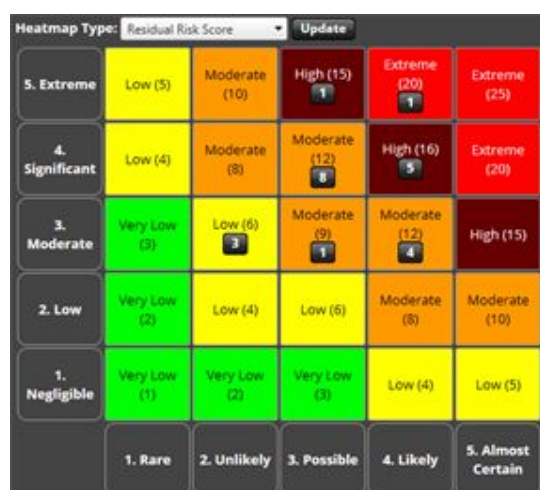 Heatmap Type: Residual Risk Score Update
5. Extreme Low (5) Moderate (10) High (15) 1 Extreme (20) 1 Extreme (25)
4. Significant Low (4) Moderate (8) Moderate (12) 8 High (16) 5 Extreme (20)
3. Moderate Very Low (3) Low (6) 3 Moderate (9) 1 Moderate (12) 4 High (15)
2. Low Very Low (2) Low (4) Low (6) Moderate (8) Moderate (10)
1. Negligible Very Low (1) Very Low (2) Very Low (3) Low (4) Low (5)
1. Rare 2. Unlikely 3. Possible 4. Likely 5. Almost Certain